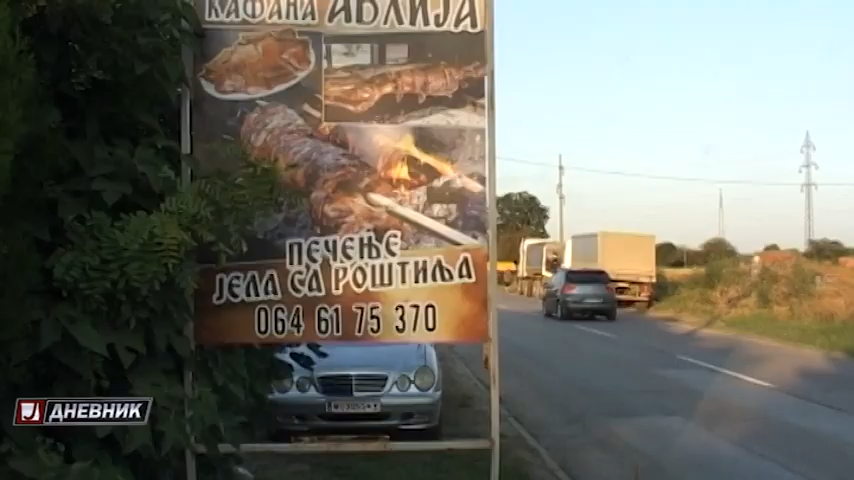 КАФАНА АВЛИЈА
ПЕЧЕЊЕ
ЈЕЛА СА РОШТИЉА
064 61 75 370
ДНЕВНИК